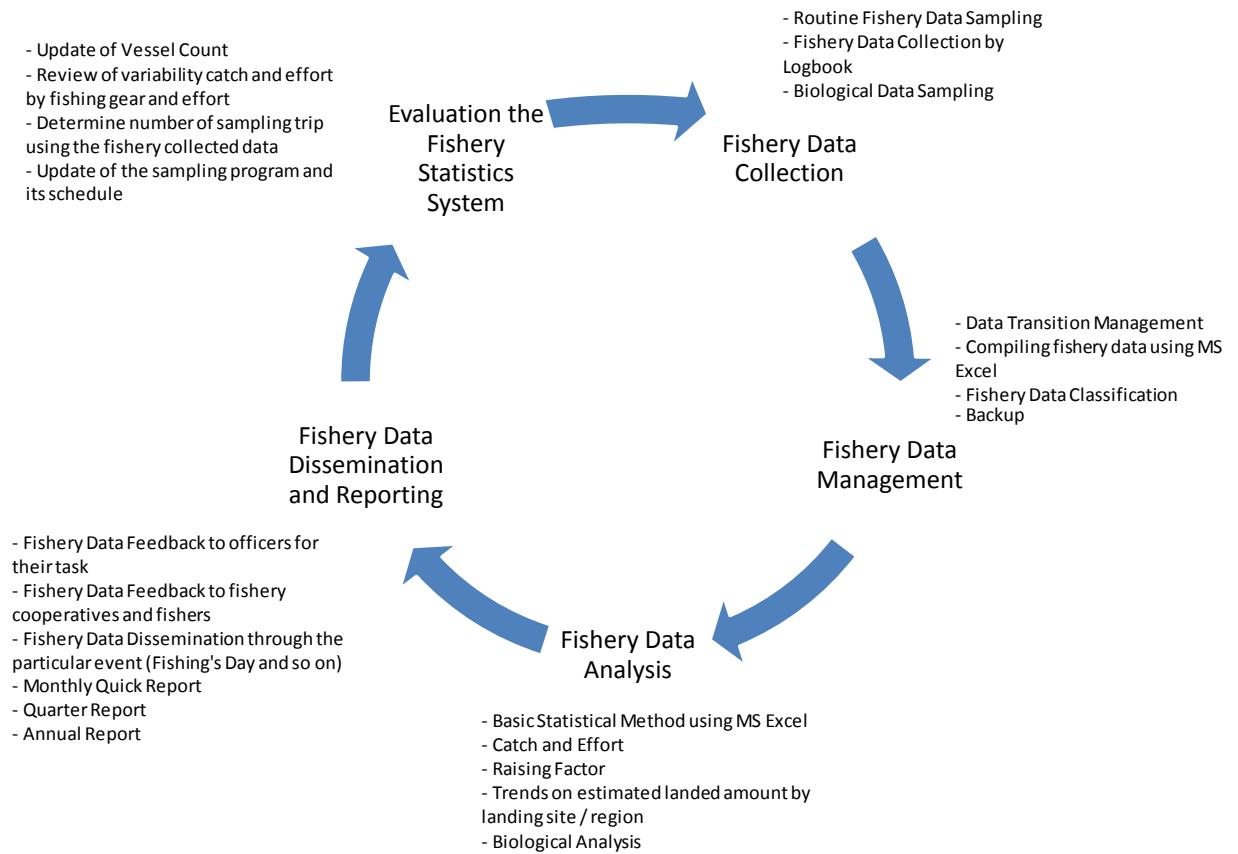 - Update of Vessel Count
- Review of variability catch and effort
by fishing gear and effort
- Determine number of sampling trip
using the fishery collected data
- Update of the sampling program and
its schedule
Evaluation the
Fishery
Statistics
System
- Routine Fishery Data Sampling
- Fishery Data Collection by
Logbook
- Biological Data Sampling
Fishery Data
Collection
- Data Transition Management
- Compiling fishery data using MS
Excel
- Fishery Data Classification
- Backup
Fishery Data
Management
Fishery Data
Analysis
- Basic Statistical Method using MS Excel
- Catch and Effort
- Raising Factor
- Trends on estimated landed amount by
landing site / region
- Biological Analysis
Fishery Data
Dissemination
and Reporting
- Fishery Data Feedback to officers for
their task
- Fishery Data Feedback to fishery
cooperatives and fishers
- Fishery Data Dissemination through the
particular event (Fishing's Day and so on)
- Monthly Quick Report
- Quarter Report
- Annual Report